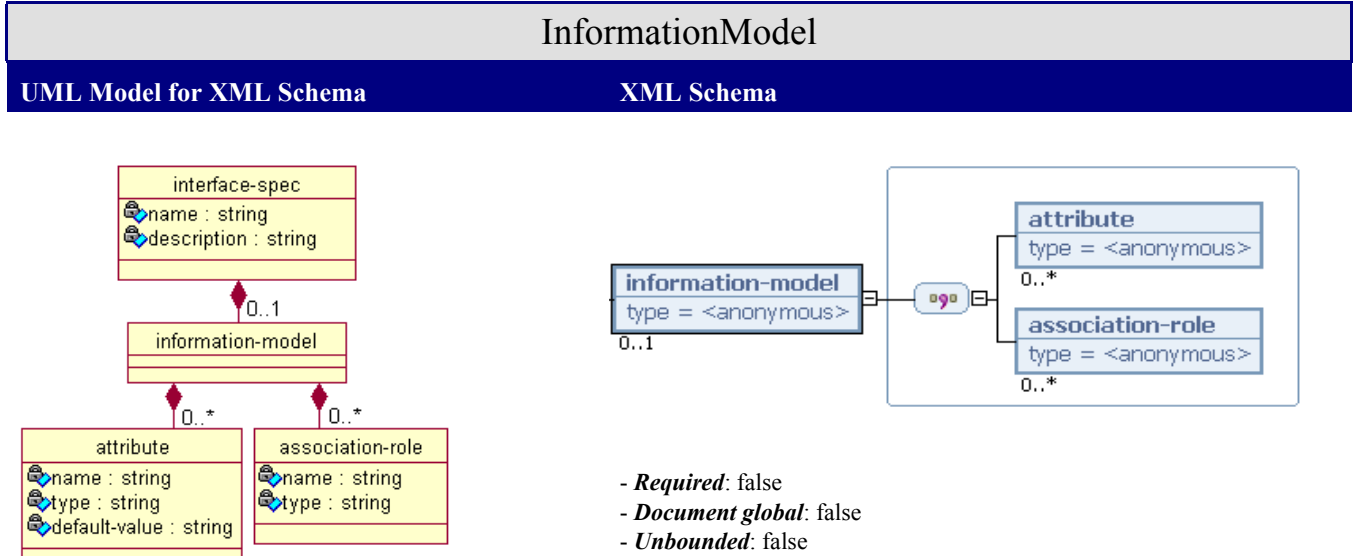 InformationModel
UML Model for XML Schema
XML Schema
interface-spec
name : string
description : string
0..1
information-model
0..*
0..*
attribute
name : string
type : string
default-value : string
association-role
name : string
type : string
information-model
type = <anonymous>
0..1
attribute
type = <anonymous>
0..*
association-role
type = <anonymous>
0..*
- Required: false
- Document global: false
- Unbounded: false